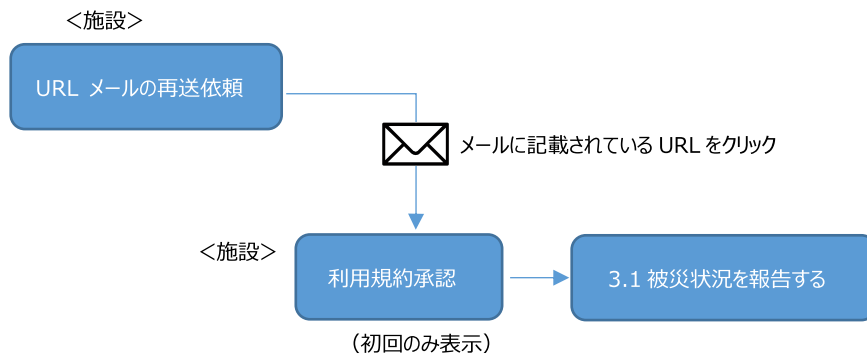 ＜施設＞
URL メールの再送依頼
メールに記載されている URL をクリック
＜施設＞
利用規約承認
3.1 被災状況を報告する
（初回のみ表示）